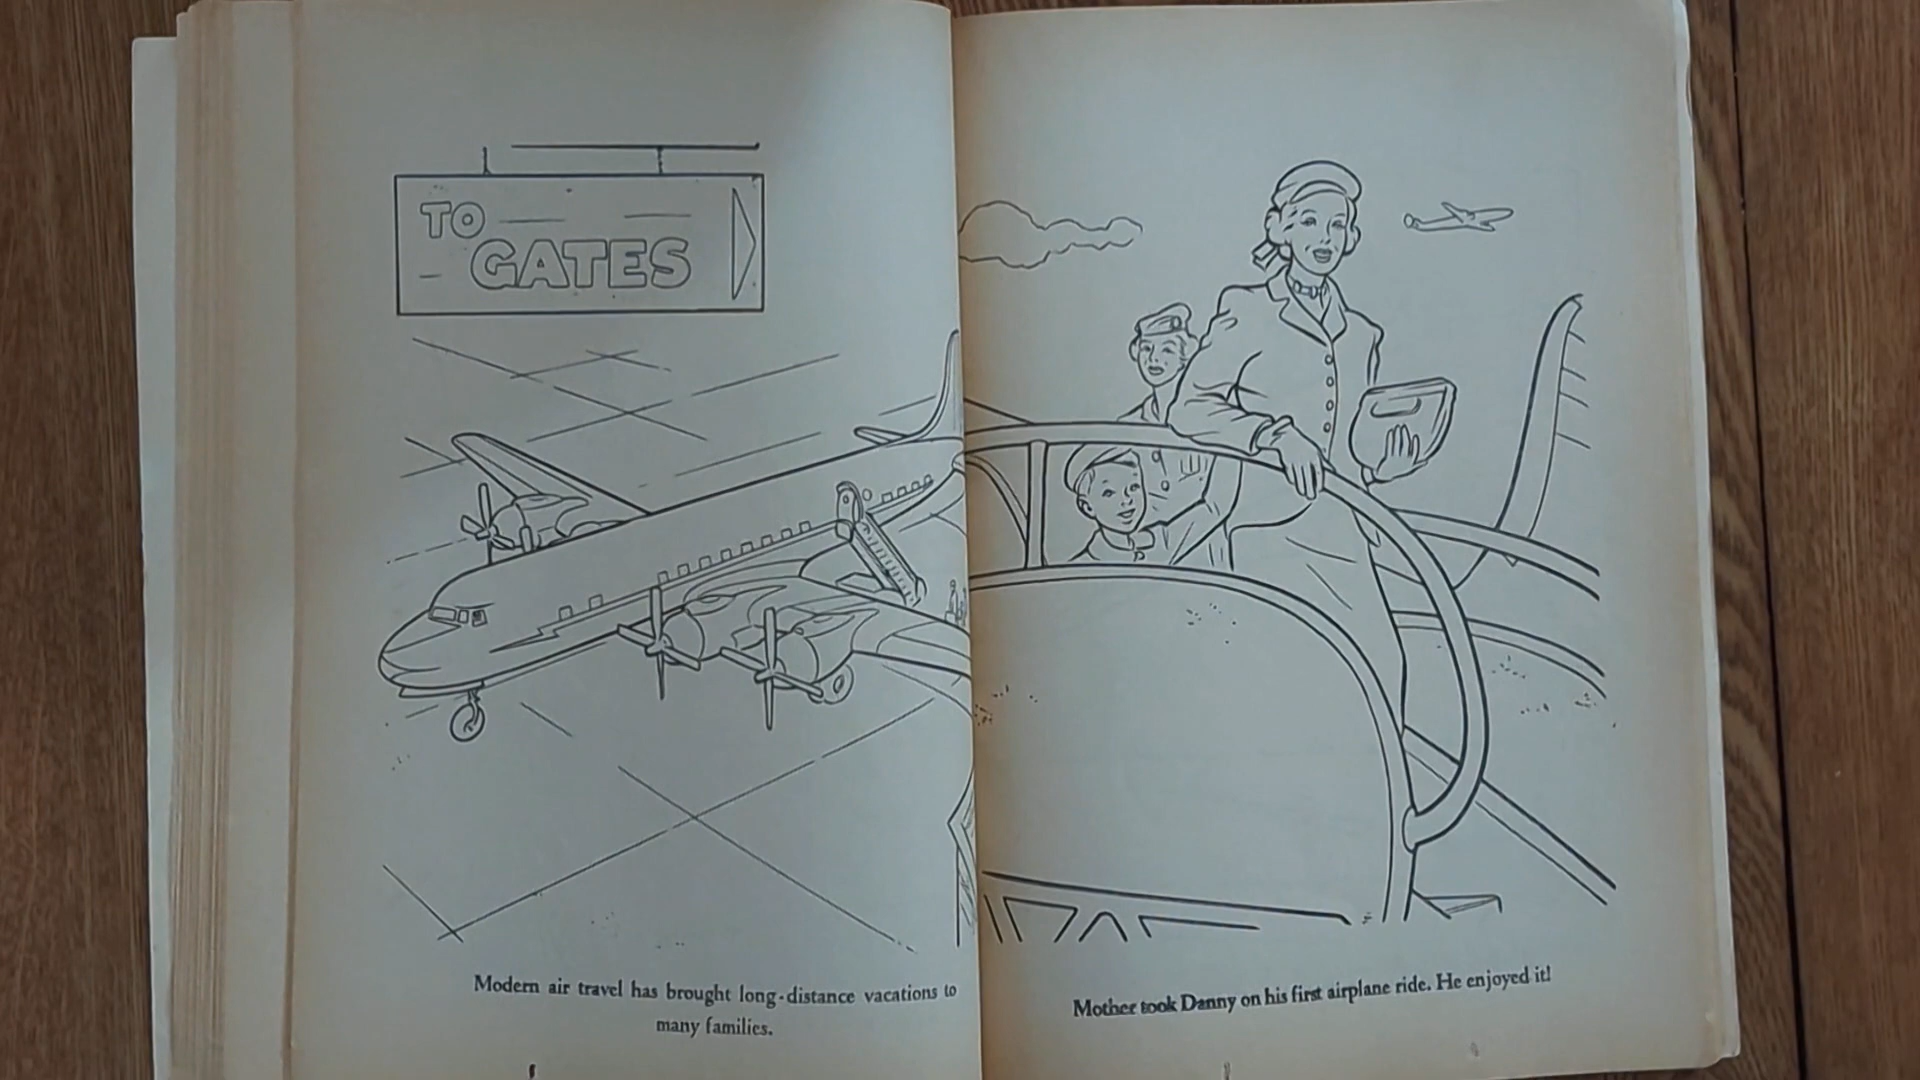 TO
GATES
Modern air travel has brought long-distance vacations to
many families.
Mother took Danny on his first airplane ride. He enjoyed it!